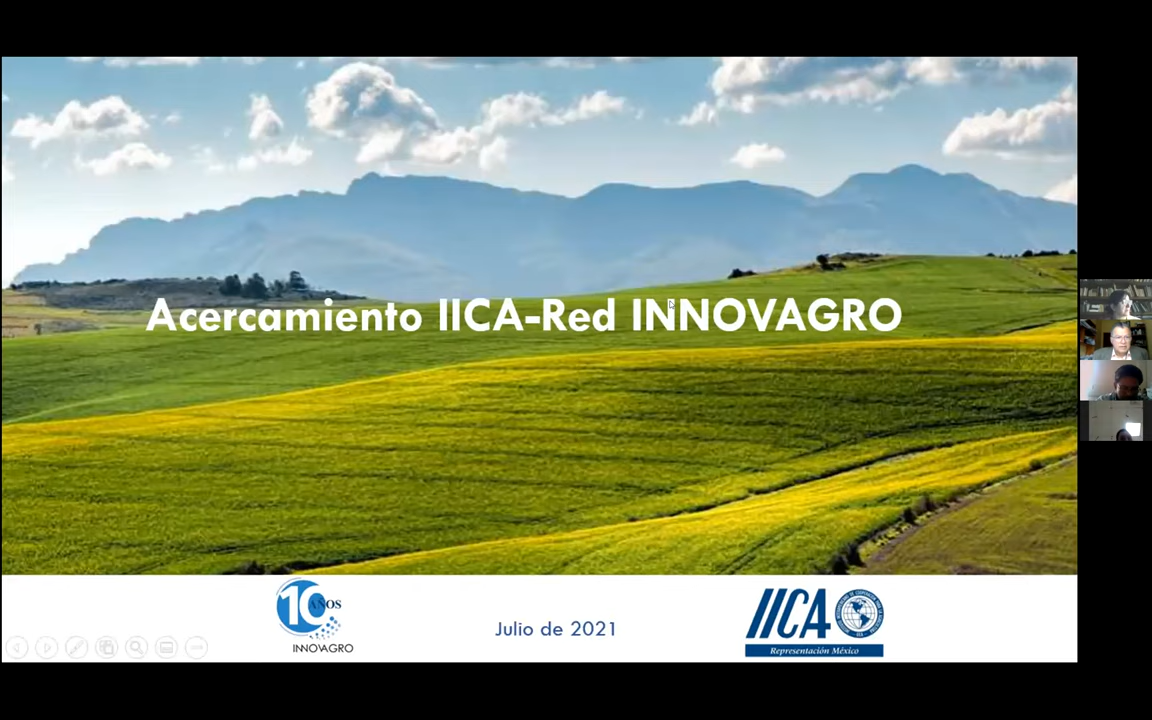 Acercamiento IICA-Red INNOVAGRO
10 AÑOS
INNOVAGRO
Julio de 2021
IICA
Representación México